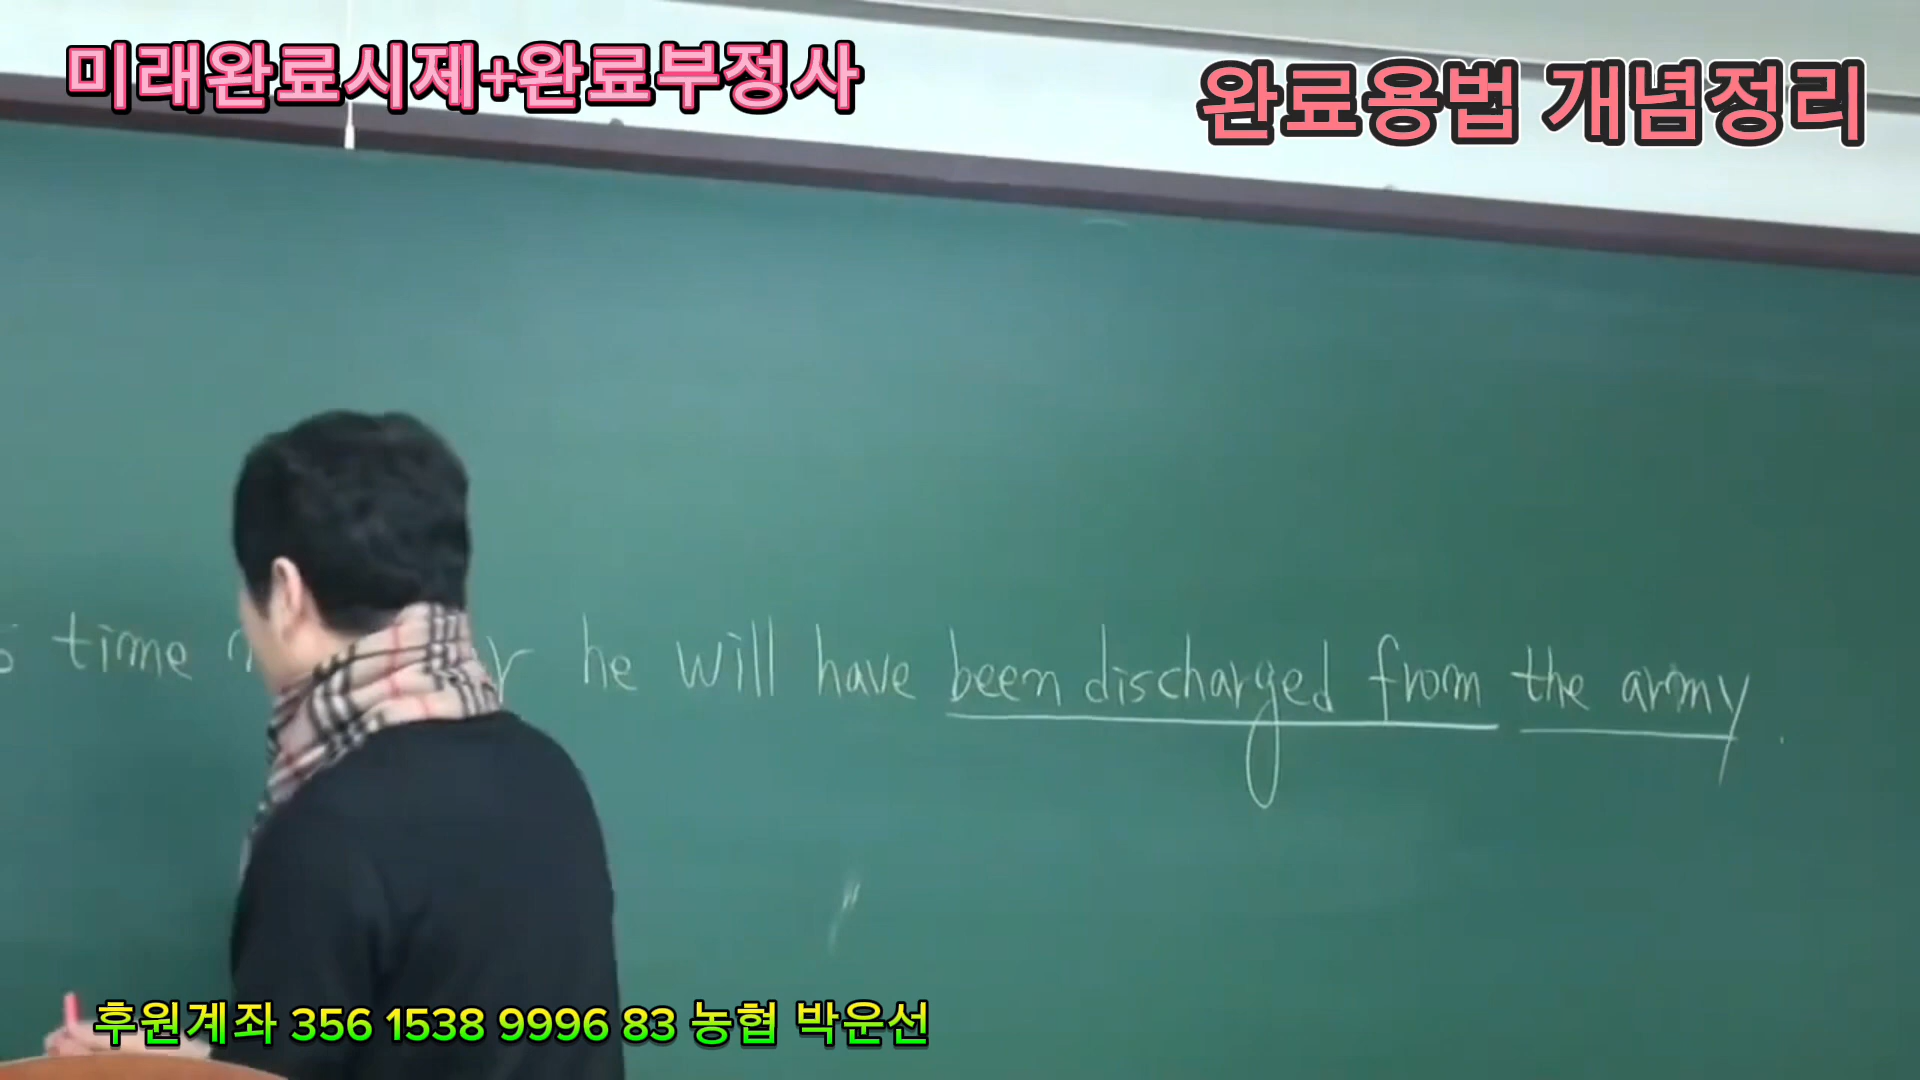 미래완료시제+완료부정사
완료용법 개념정리
time he will have been discharged from the army.
후원계좌 356 1538 9996 83 농협 박운선